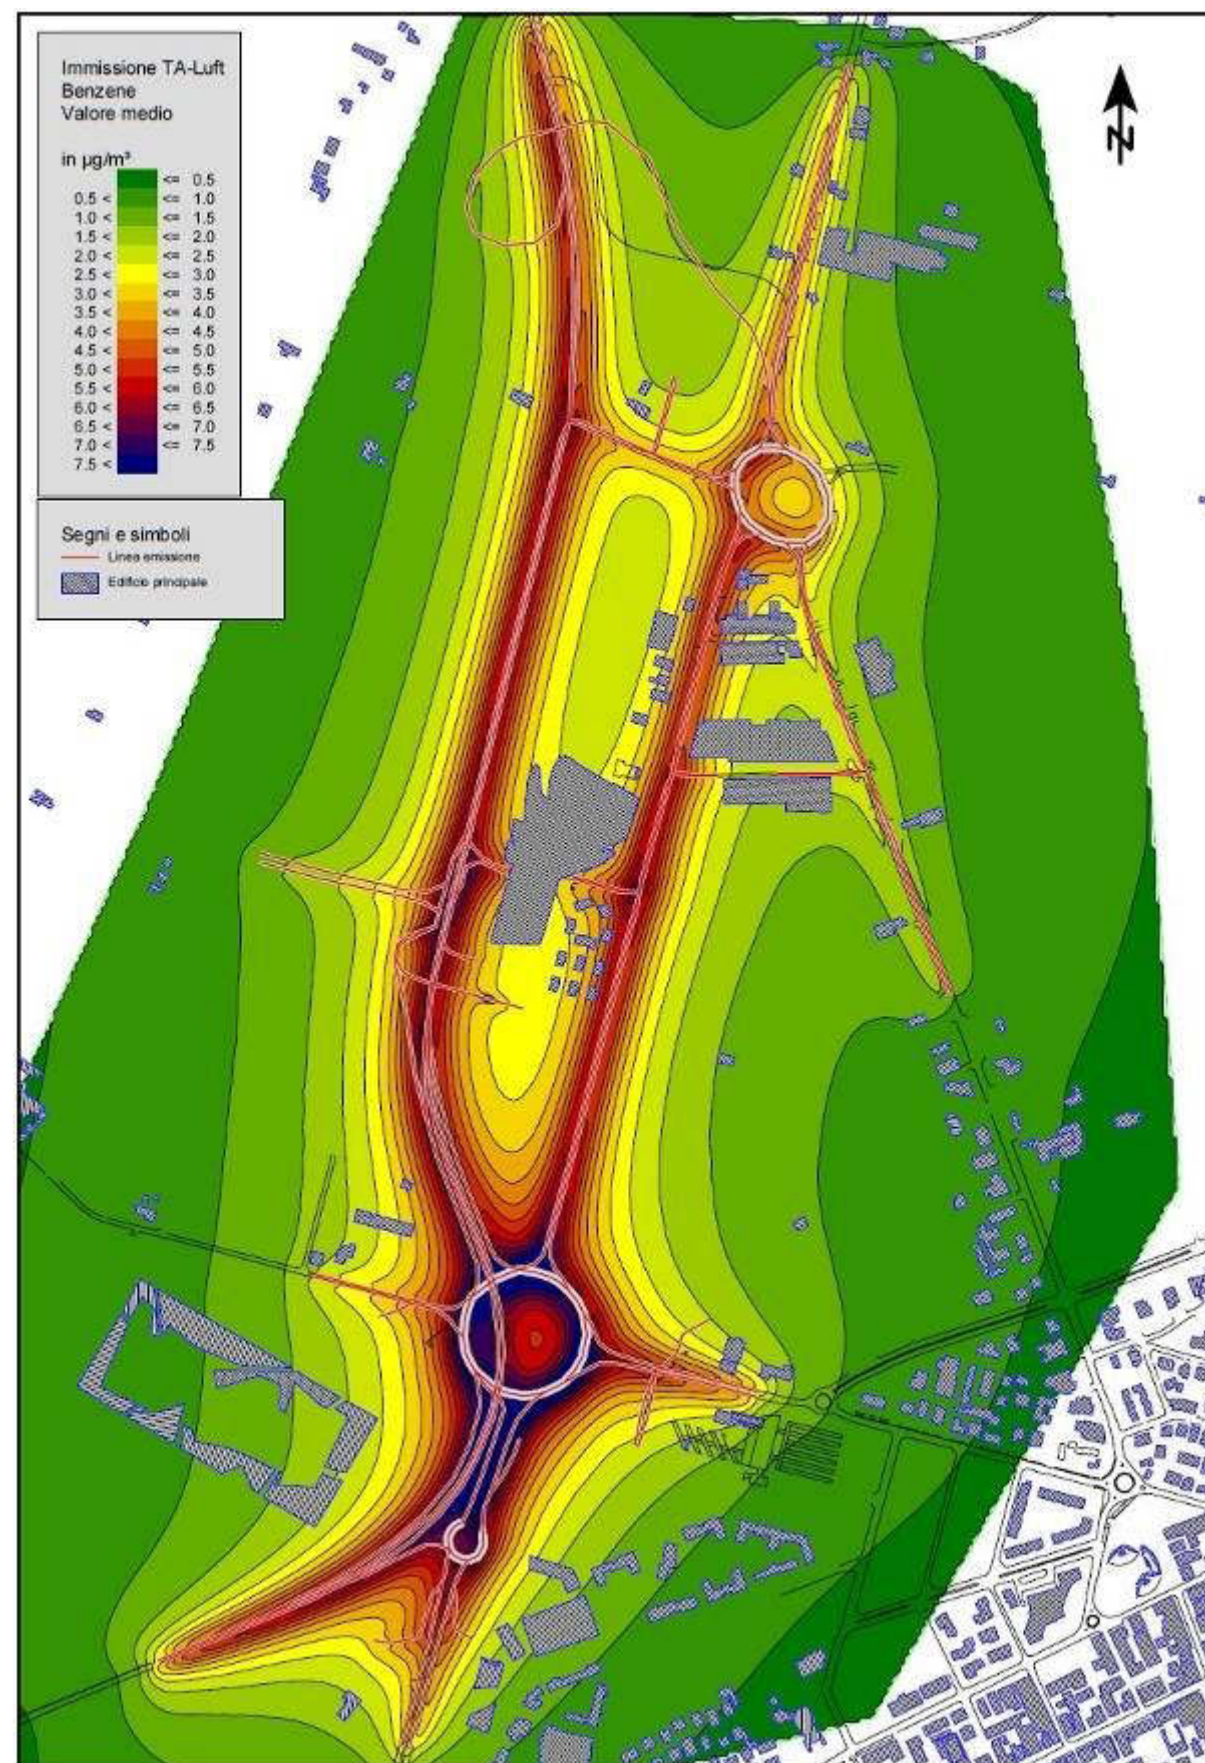 Immissione TA-Luft
Benzene
Valore medio
in µg/m³
<= 0.5
0.5 < <= 1.0
1.0 < <= 1.5
1.5 < <= 2.0
2.0 < <= 2.5
2.5 < <= 3.0
3.0 < <= 3.5
3.5 < <= 4.0
4.0 < <= 4.5
4.5 < <= 5.0
5.0 < <= 5.5
5.5 < <= 6.0
6.0 < <= 6.5
6.5 < <= 7.0
7.0 < <= 7.5
7.5 <
Segni e simboli
Linea emissione
Edificio principale
N